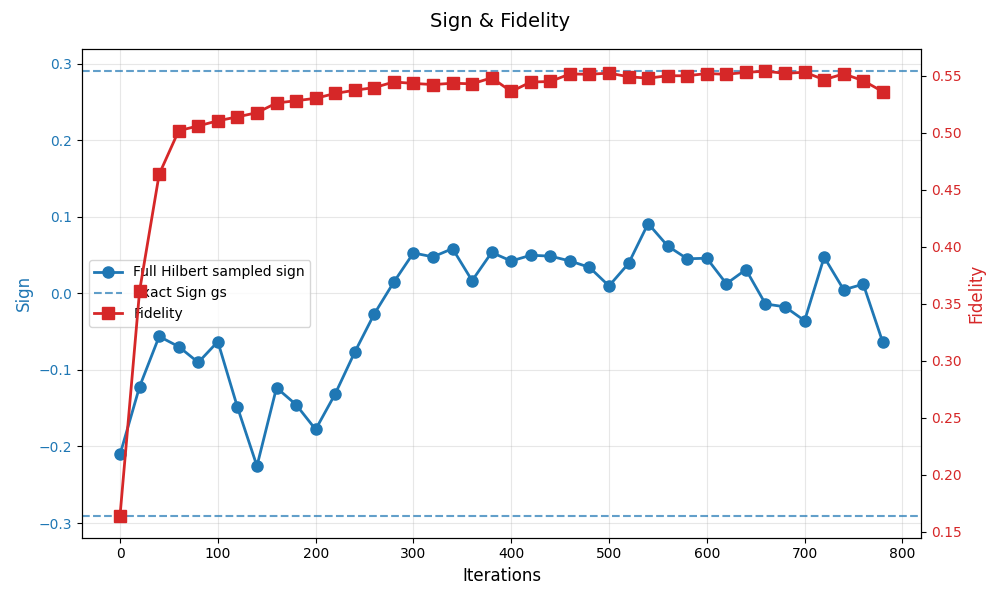 Sign & Fidelity
0.3
0.2
0.1
0.0
−0.1
−0.2
−0.3
Sign
Full Hilbert sampled sign
Exact Sign gs
Fidelity
0.55
0.50
0.45
0.40
0.35
0.30
0.25
0.20
0.15
Fidelity
0 100 200 300 400 500 600 700 800
Iterations